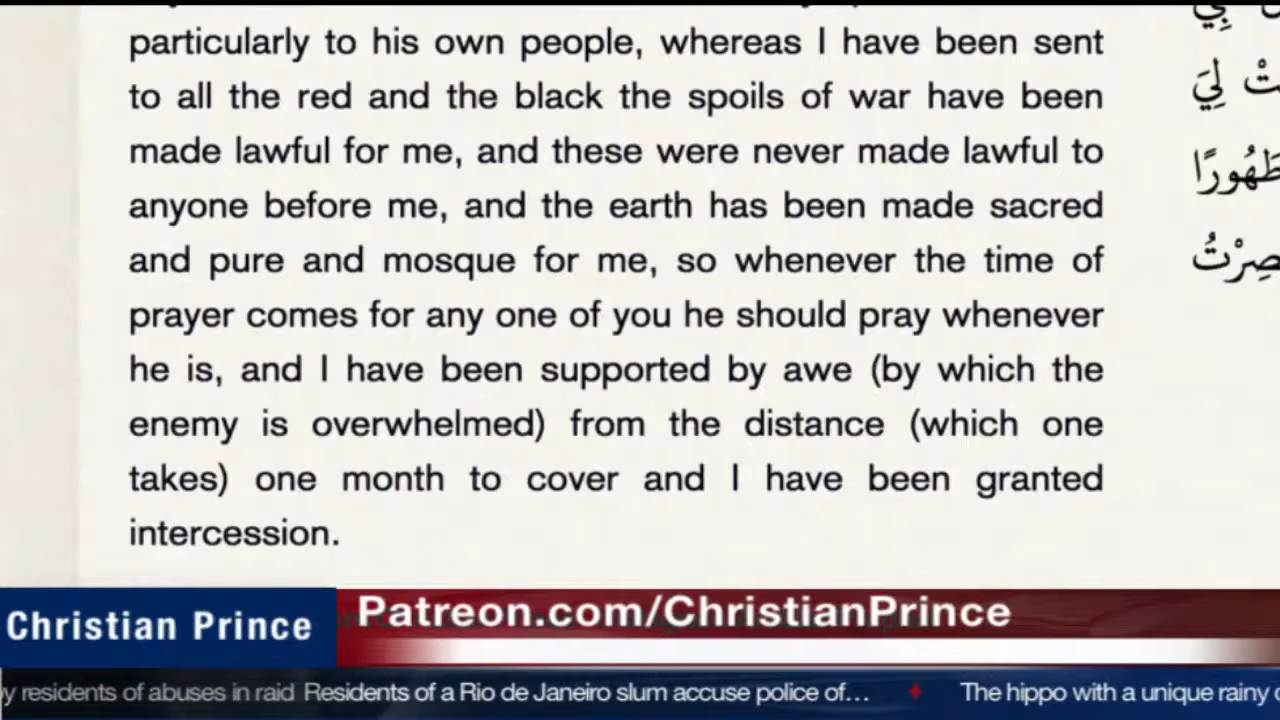 particularly to his own people, whereas I have been sent
to all the red and the black the spoils of war have been
made lawful for me, and these were never made lawful to
anyone before me, and the earth has been made sacred
and pure and mosque for me, so whenever the time of
prayer comes for any one of you he should pray whenever
he is, and I have been supported by awe (by which the
enemy is overwhelmed) from the distance (which one
takes) one month to cover and I have been granted
intercession.
Christian Prince
Patreon.com/ChristianPrince
residents of abuses in raid Residents of a Rio de Janeiro slum accuse police of... ♦ The hippo with a unique rainy